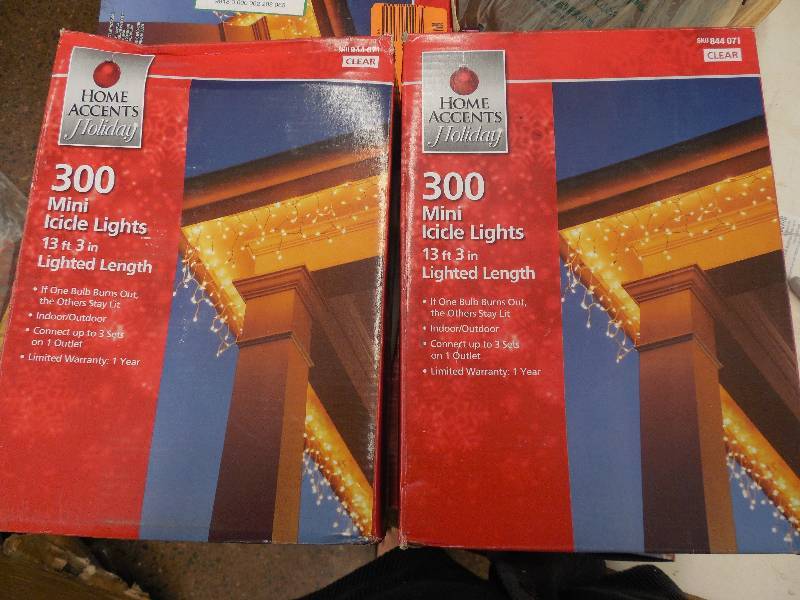 SKU 844 071
CLEAR
HOME
ACCENTS
Holiday
300
Mini
Icicle Lights
13 ft 3 in
Lighted Length
• If One Bulb Burns Out,
the Others Stay Lit
• Indoor/Outdoor
• Connect up to 3 Sets
on 1 Outlet
• Limited Warranty: 1 Year
SKU 844 071
CLEAR
HOME
ACCENTS
Holiday
300
Mini
Icicle Lights
13 ft 3 in
Lighted Length
• If One Bulb Burns Out,
the Others Stay Lit
• Indoor/Outdoor
• Connect up to 3 Sets
on 1 Outlet
• Limited Warranty: 1 Year